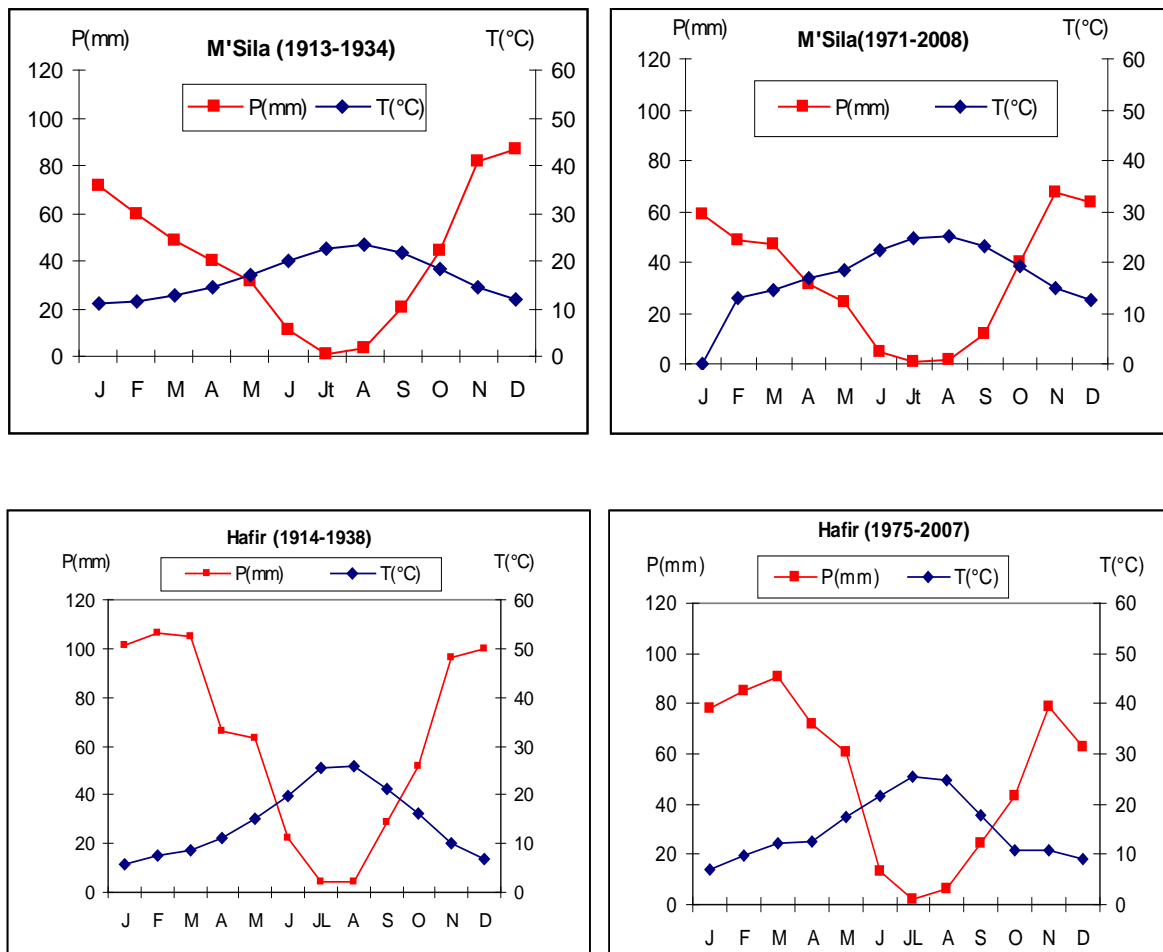 P(mm) M'Sila (1913-1934) T(°C)
P(mm) T(°C)
120 60
100 50
80 40
60 30
40 20
20 10
0 0
J F M A M J Jt A S O N D
P(mm) M'Sila(1971-2008) T(°C)
P(mm) T(°C)
120 60
100 50
80 40
60 30
40 20
20 10
0 0
J F M A M J Jt A S O N D
Hafir (1914-1938)
P(mm) T(°C)
P(mm) T(°C)
120 60
100 50
80 40
60 30
40 20
20 10
0 0
J F M A M J JL A S O N D
Hafir (1975-2007)
P(mm) T(°C)
P(mm) T(°C)
120 60
100 50
80 40
60 30
40 20
20 10
0 0
J F M A M J JL A S O N D